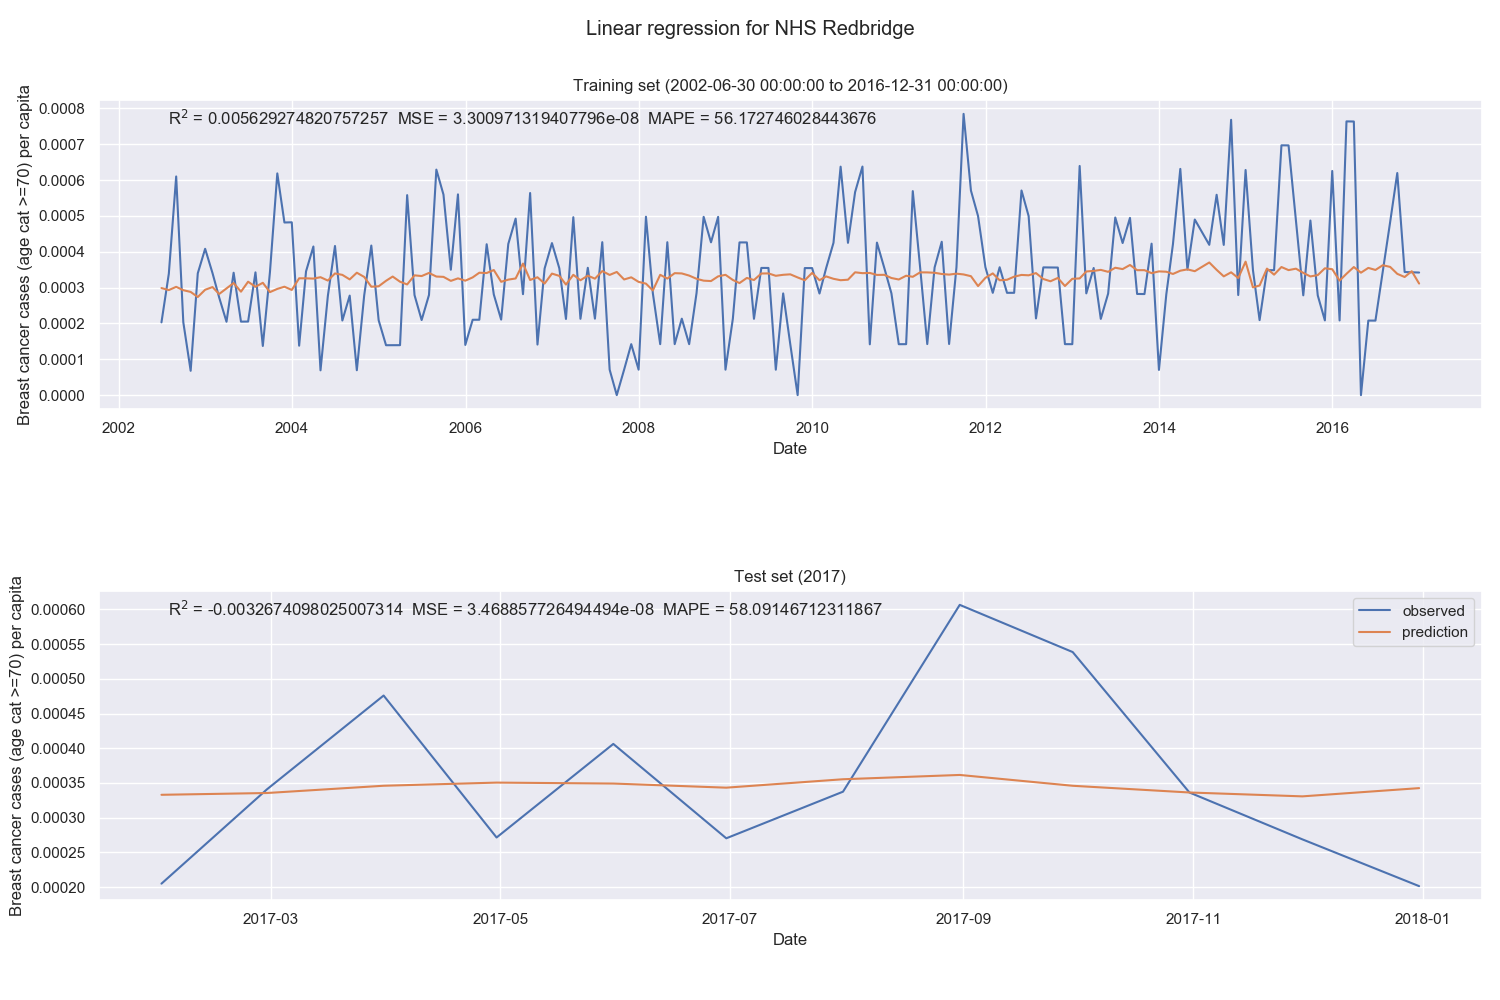 Linear regression for NHS Redbridge
Training set (2002-06-30 00:00:00 to 2016-12-31 00:00:00)
R² = 0.005629274820757257 MSE = 3.300971319407796e-08 MAPE = 56.172746028443676
Breast cancer cases (age cat >=70) per capita
0.0008
0.0007
0.0006
0.0005
0.0004
0.0003
0.0002
0.0001
0.0000
2002 2004 2006 2008 2010 2012 2014 2016
Date
Test set (2017)
R² = -0.0032674098025007314 MSE = 3.468857726494494e-08 MAPE = 58.09146712311867
observed
prediction
Breast cancer cases (age cat >=70) per capita
0.00060
0.00055
0.00050
0.00045
0.00040
0.00035
0.00030
0.00025
0.00020
2017-03 2017-05 2017-07 2017-09 2017-11 2018-01
Date